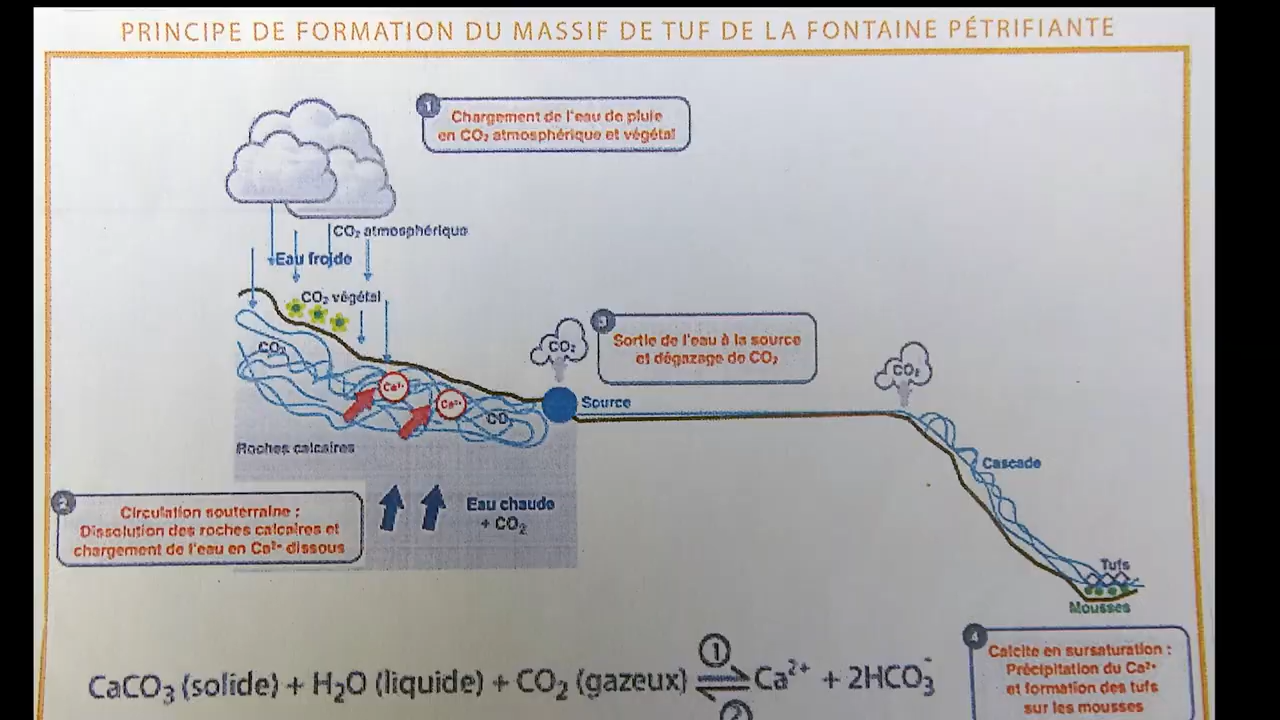 PRINCIPE DE FORMATION DU MASSIF DE TUF DE LA FONTAINE PÉTRIFIANTE
1
Chargement de l'eau de pluie
en CO₂ atmosphérique et végétal
CO₂ atmosphérique
Eau froide
CO₂ végétal
CO₂
Ca²⁺
Ca²⁺
CO₂
Roches calcaires
CO₂
3
Sortie de l'eau à la source
et dégazage de CO₂
Source
CO₂
Cascade
Tufs
Mousses
2
Circulation souterraine :
Dissolution des roches calcaires et
chargement de l'eau en Ca²⁺ dissous
Eau chaude
+ CO₂
4
Calcite en sursaturation :
Précipitation du Ca²⁺
et formation des tufs
sur les mousses
CaCO₃ (solide) + H₂O (liquide) + CO₂ (gazeux) ① ⇌ ② Ca²⁺ + 2HCO₃⁻